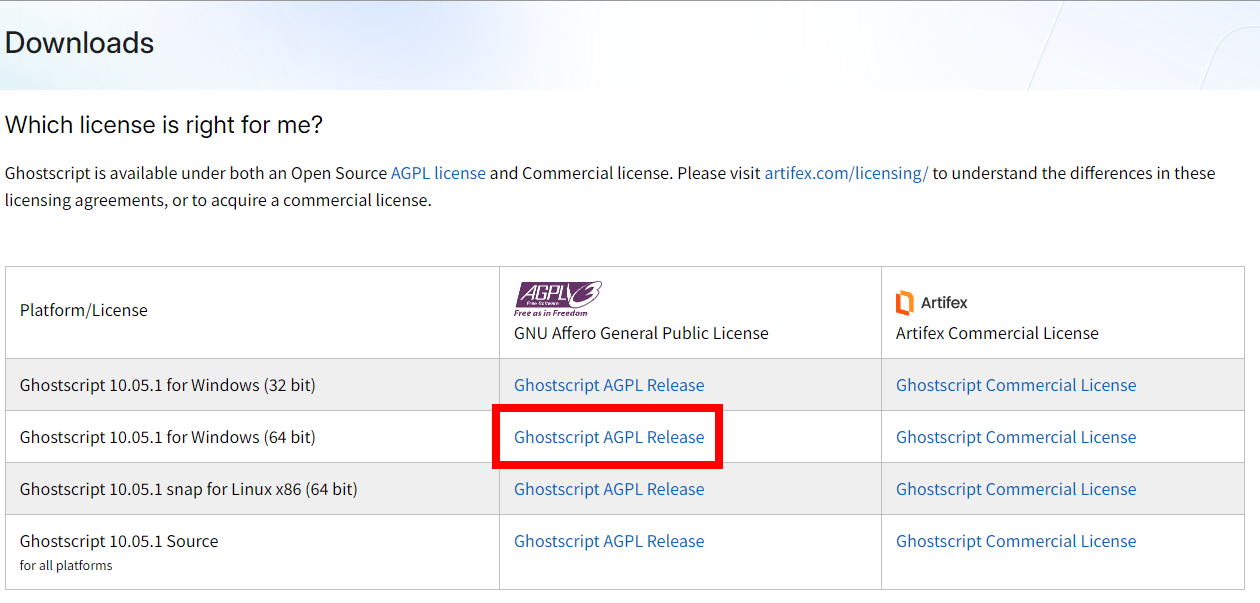 Downloads
Which license is right for me?
Ghostscript is available under both an Open Source AGPL license and Commercial license. Please visit artifex.com/licensing/ to understand the differences in these
licensing agreements, or to acquire a commercial license.
Platform/License
AGPLv3
Free Software
Free as in Freedom
GNU Affero General Public License
Artifex
Artifex Commercial License
Ghostscript 10.05.1 for Windows (32 bit)
Ghostscript AGPL Release
Ghostscript Commercial License
Ghostscript 10.05.1 for Windows (64 bit)
Ghostscript AGPL Release
Ghostscript Commercial License
Ghostscript 10.05.1 snap for Linux x86 (64 bit)
Ghostscript AGPL Release
Ghostscript Commercial License
Ghostscript 10.05.1 Source
for all platforms
Ghostscript AGPL Release
Ghostscript Commercial License